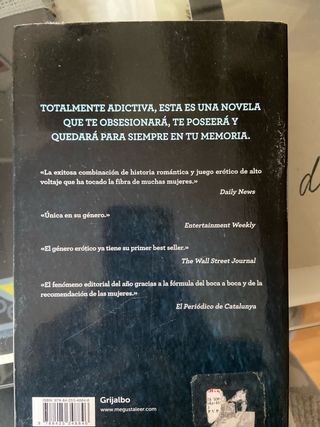 TOTALMENTE ADICTIVA, ESTA ES UNA NOVELA
QUE TE OBSESIONARÁ, TE POSEERÁ Y
QUEDARÁ PARA SIEMPRE EN TU MEMORIA.
«La exitosa combinación de historia romántica y juego erótico de alto
voltaje que ha tocado la fibra de muchas mujeres.»
Daily News
«Única en su género.»
Entertainment Weekly
«El género erótico ya tiene su primer best seller.»
The Wall Street Journal
«El fenómeno editorial del año gracias a la fórmula del boca a boca y de la
recomendación de las mujeres.»
El Periódico de Catalunya
Grijalbo
www.megustaleer.com